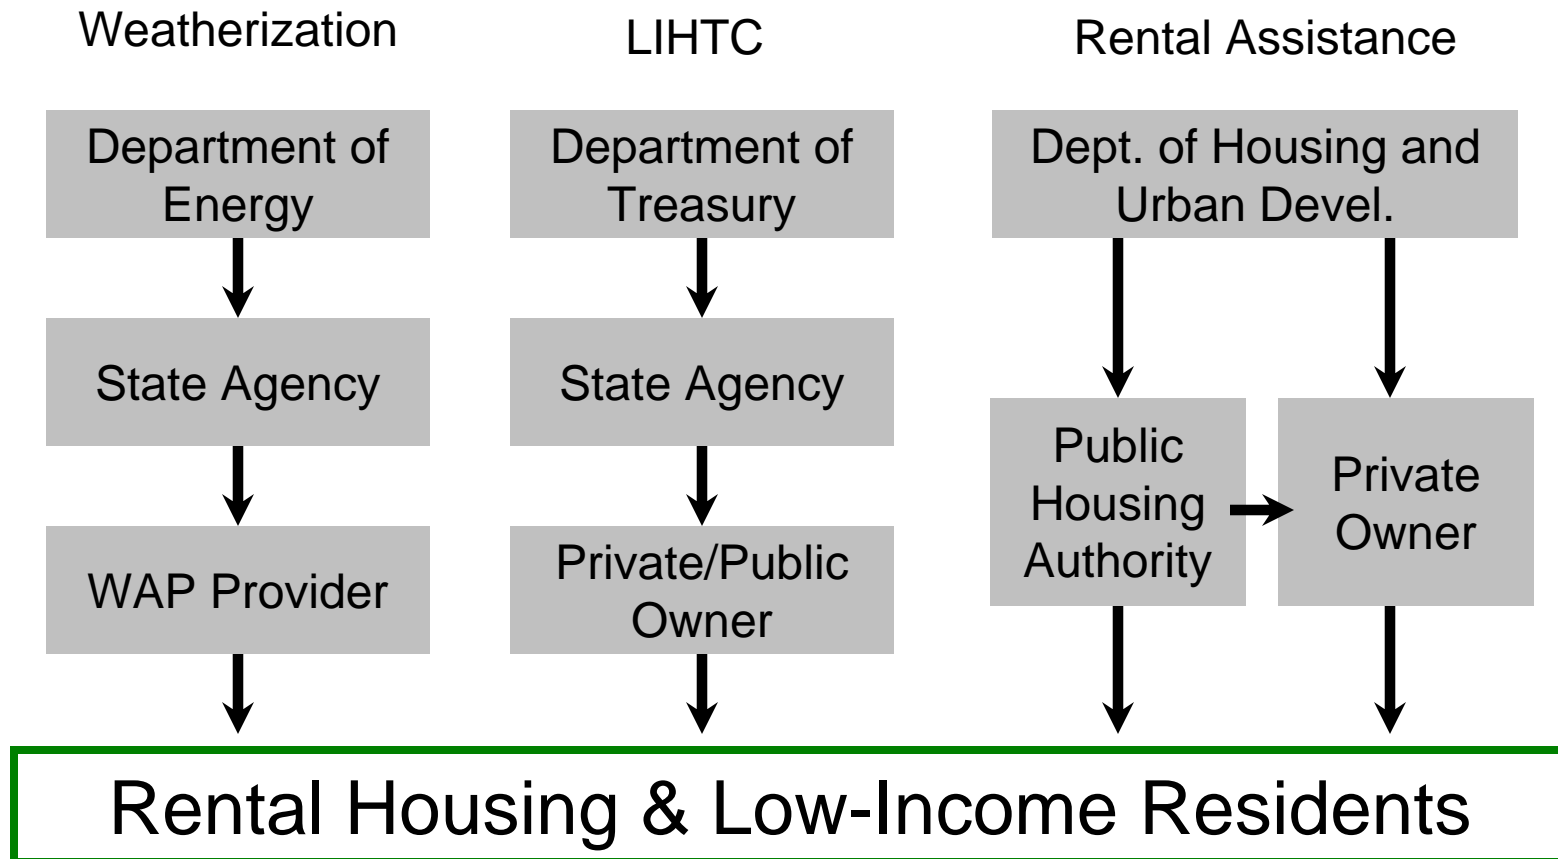 Weatherization
LIHTC
Rental Assistance
Department of
Energy
Department of
Treasury
Dept. of Housing and
Urban Devel.
State Agency
State Agency
Public
Housing
Authority
Private
Owner
WAP Provider
Private/Public
Owner
Rental Housing & Low-Income Residents